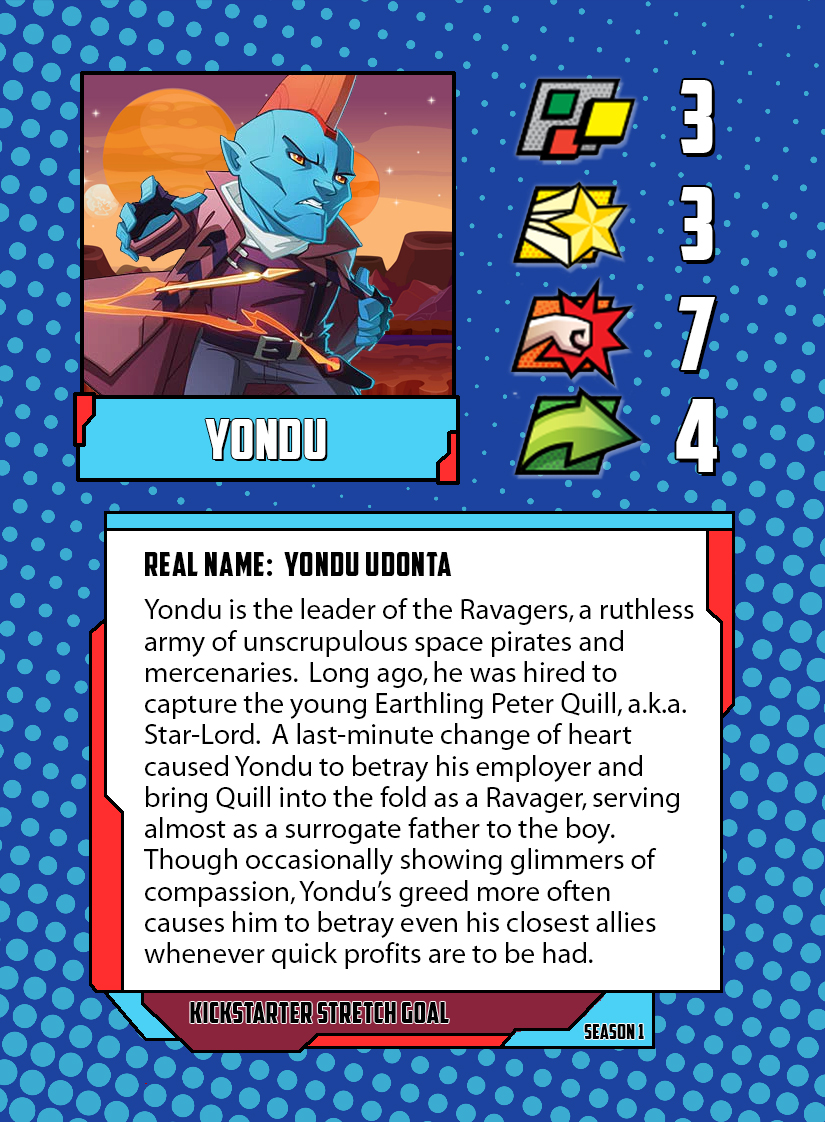 3
3
7
4
YONDU
REAL NAME: YONDU UDONTA
Yondu is the leader of the Ravagers, a ruthless
army of unscrupulous space pirates and
mercenaries. Long ago, he was hired to
capture the young Earthling Peter Quill, a.k.a.
Star-Lord. A last-minute change of heart
caused Yondu to betray his employer and
bring Quill into the fold as a Ravager, serving
almost as a surrogate father to the boy.
Though occasionally showing glimmers of
compassion, Yondu's greed more often
causes him to betray even his closest allies
whenever quick profits are to be had.
KICKSTARTER STRETCH GOAL
SEASON 1